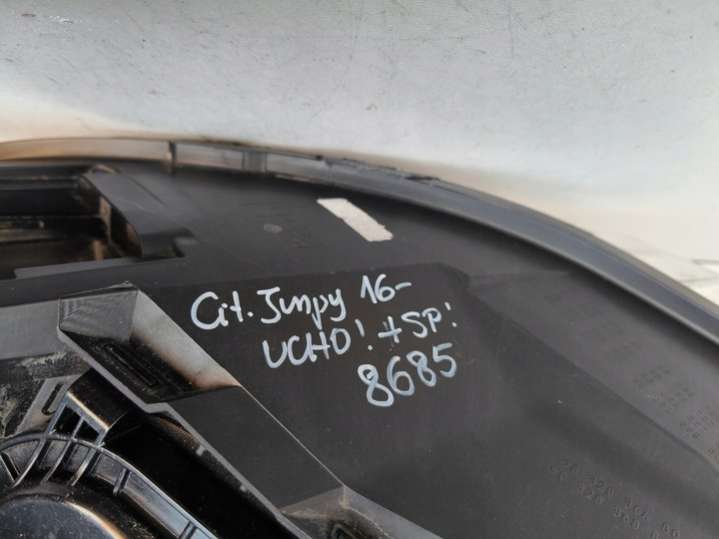 Cit. Jumpy 16-
UCHO! + SP!
8685